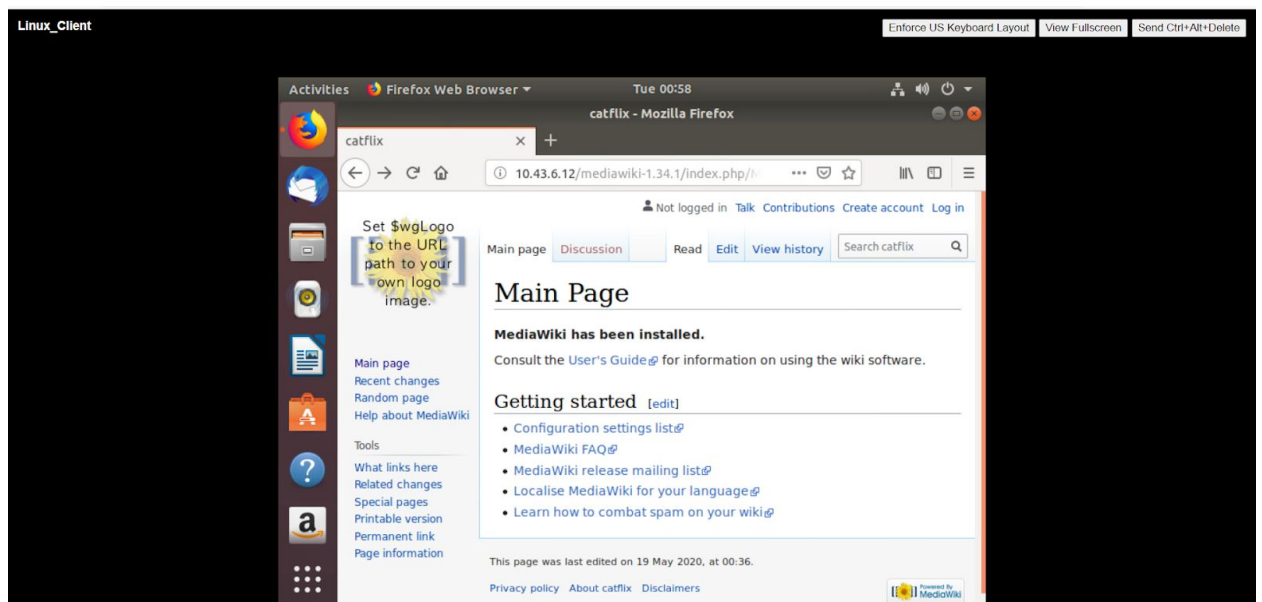 Linux_Client
Enforce US Keyboard Layout View Fullscreen Send Ctrl+Alt+Delete
Activities Firefox Web Browser Tue 00:58
catflix - Mozilla Firefox
catflix
10.43.6.12/mediawiki-1.34.1/index.php/
Not logged in Talk Contributions Create account Log in
Set $wgLogo
to the URL
path to your
own logo
image.
Main page Discussion Read Edit View history Search catflix
Main Page
MediaWiki has been installed.
Consult the User's Guide for information on using the wiki software.
Getting started [edit]
• Configuration settings list
• MediaWiki FAQ
• MediaWiki release mailing list
• Localise MediaWiki for your language
• Learn how to combat spam on your wiki
Main page
Recent changes
Random page
Help about MediaWiki
Tools
What links here
Related changes
Special pages
Printable version
Permanent link
Page information
This page was last edited on 19 May 2020, at 00:36.
Privacy policy About catflix Disclaimers
Powered By
MediaWiki